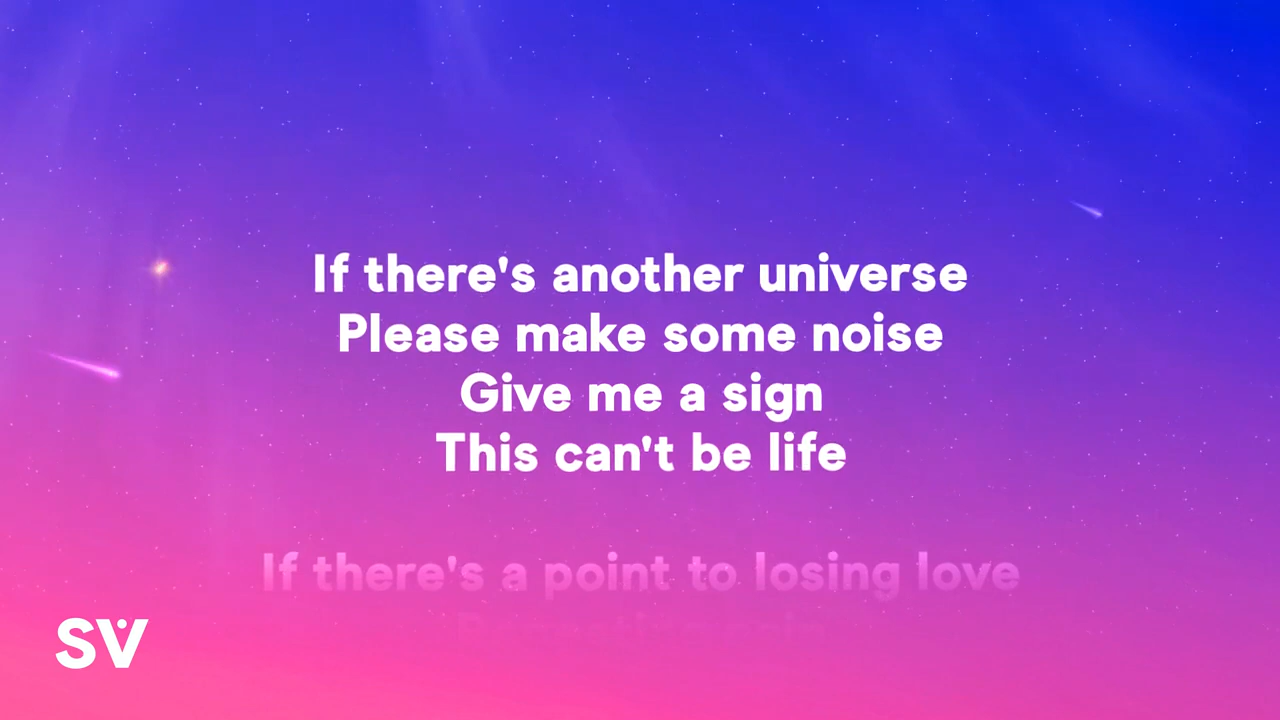 If there's another universe
Please make some noise
Give me a sign
This can't be life
If there's a point to losing love
SV